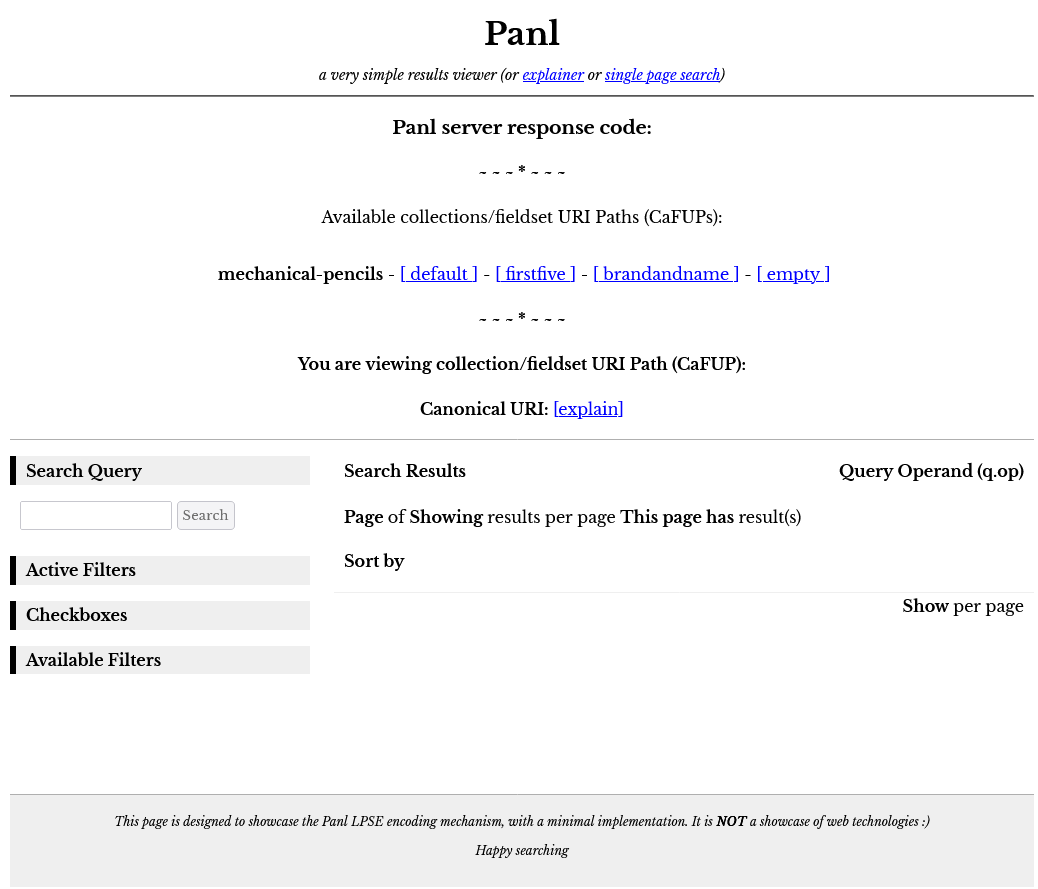 Panl
a very simple results viewer (or explainer or single page search)
Panl server response code:
~ ~ ~ * ~ ~ ~
Available collections/fieldset URI Paths (CaFUPs):
mechanical-pencils - [ default ] - [ firstfive ] - [ brandandname ] - [ empty ]
~ ~ ~ * ~ ~ ~
You are viewing collection/fieldset URI Path (CaFUP):
Canonical URI: [explain]
Search Query
Search
Active Filters
Checkboxes
Available Filters
Search Results Query Operand (q.op)
Page of Showing results per page This page has result(s)
Sort by
Show per page
This page is designed to showcase the Panl LPSE encoding mechanism, with a minimal implementation. It is NOT a showcase of web technologies :)
Happy searching